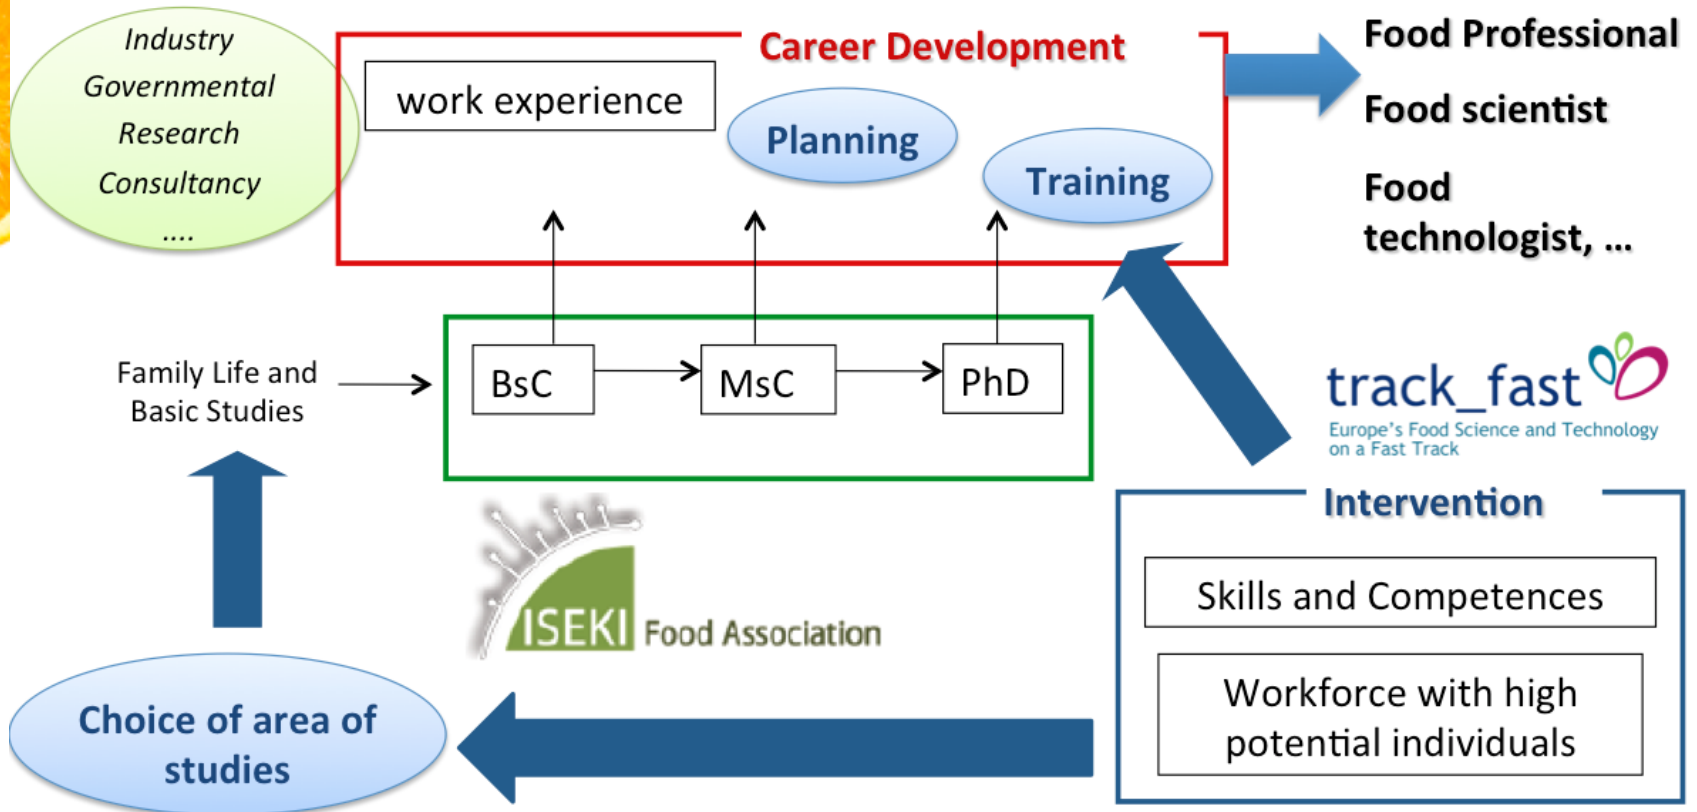 Industry
Governmental
Research
Consultancy
....
Career Development
work experience
Planning
Training
Food Professional
Food scientist
Food
technologist, ...
Family Life and
Basic Studies
BsC
MsC
PhD
track_fast
Europe's Food Science and Technology
on a Fast Track
Intervention
Skills and Competences
Workforce with high
potential individuals
ISEKI Food Association
Choice of area of
studies